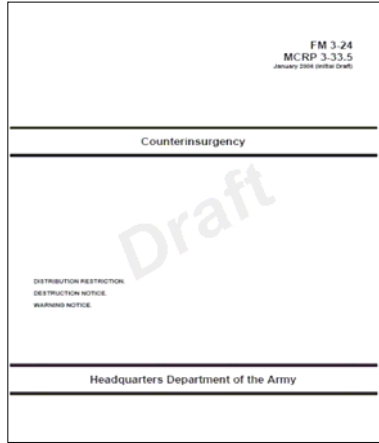 FM 3-24
MCRP 3-33.5
January 2006 (Initial Draft)
Counterinsurgency
Draft
DISTRIBUTION RESTRICTION.
DESTRUCTION NOTICE.
WARNING NOTICE.
Headquarters Department of the Army